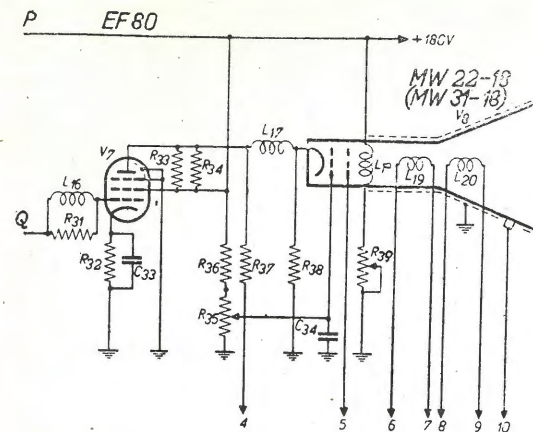 P EF80
+180V
MW 22-18
(MW 31-18)
V8
V7
R33
R34
L17
LP
L19
L20
L16
Q
R31
R32
C33
R36
R37
R38
R39
R35
C34
4 5 6 7 8 9 10